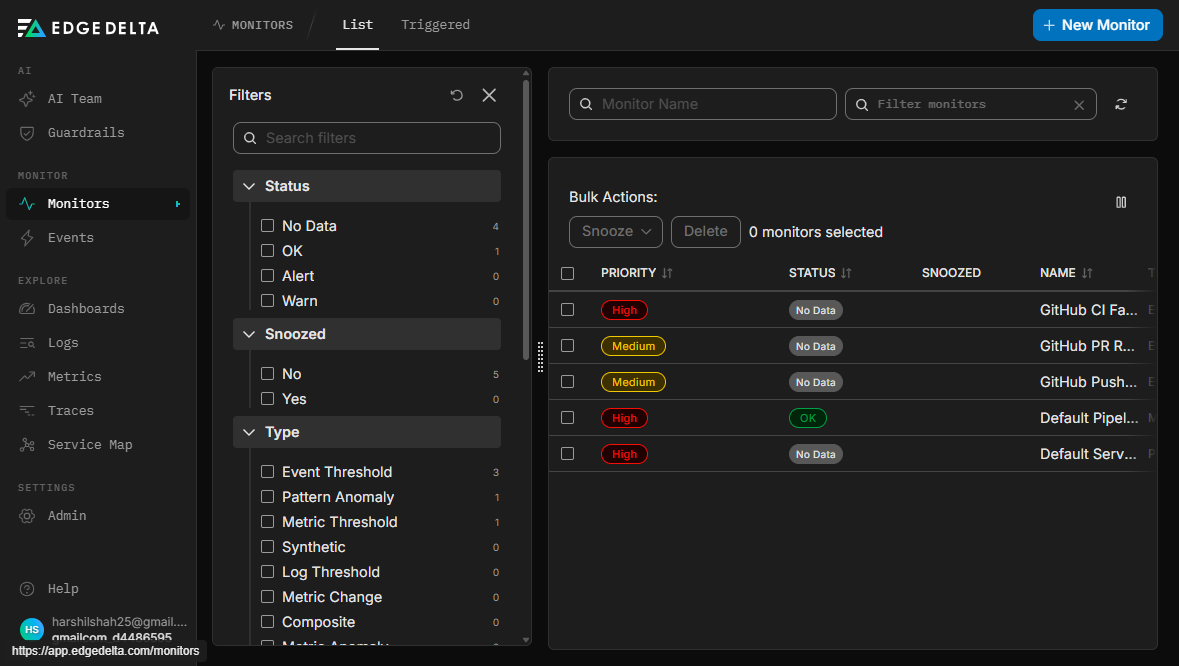 EDGE DELTA
AI
AI Team
Guardrails
MONITOR
Monitors
Events
EXPLORE
Dashboards
Logs
Metrics
Traces
Service Map
SETTINGS
Admin
Help
HS
harshilshah25@gmail....
gmailcom_d4486595
https://app.edgedelta.com/monitors
MONITORS
List
Triggered
New Monitor
Filters
Search filters
Status
No Data 4
OK 1
Alert 0
Warn 0
Snoozed
No 5
Yes 0
Type
Event Threshold 3
Pattern Anomaly 1
Metric Threshold 1
Synthetic 0
Log Threshold 0
Metric Change 0
Composite 0
Metric Anomaly
Monitor Name
Filter monitors
Bulk Actions:
Snooze Delete 0 monitors selected
PRIORITY STATUS SNOOZED NAME T
High No Data GitHub CI Fa... E
Medium No Data GitHub PR R... E
Medium No Data GitHub Push... E
High OK Default Pipel... M
High No Data Default Serv... P